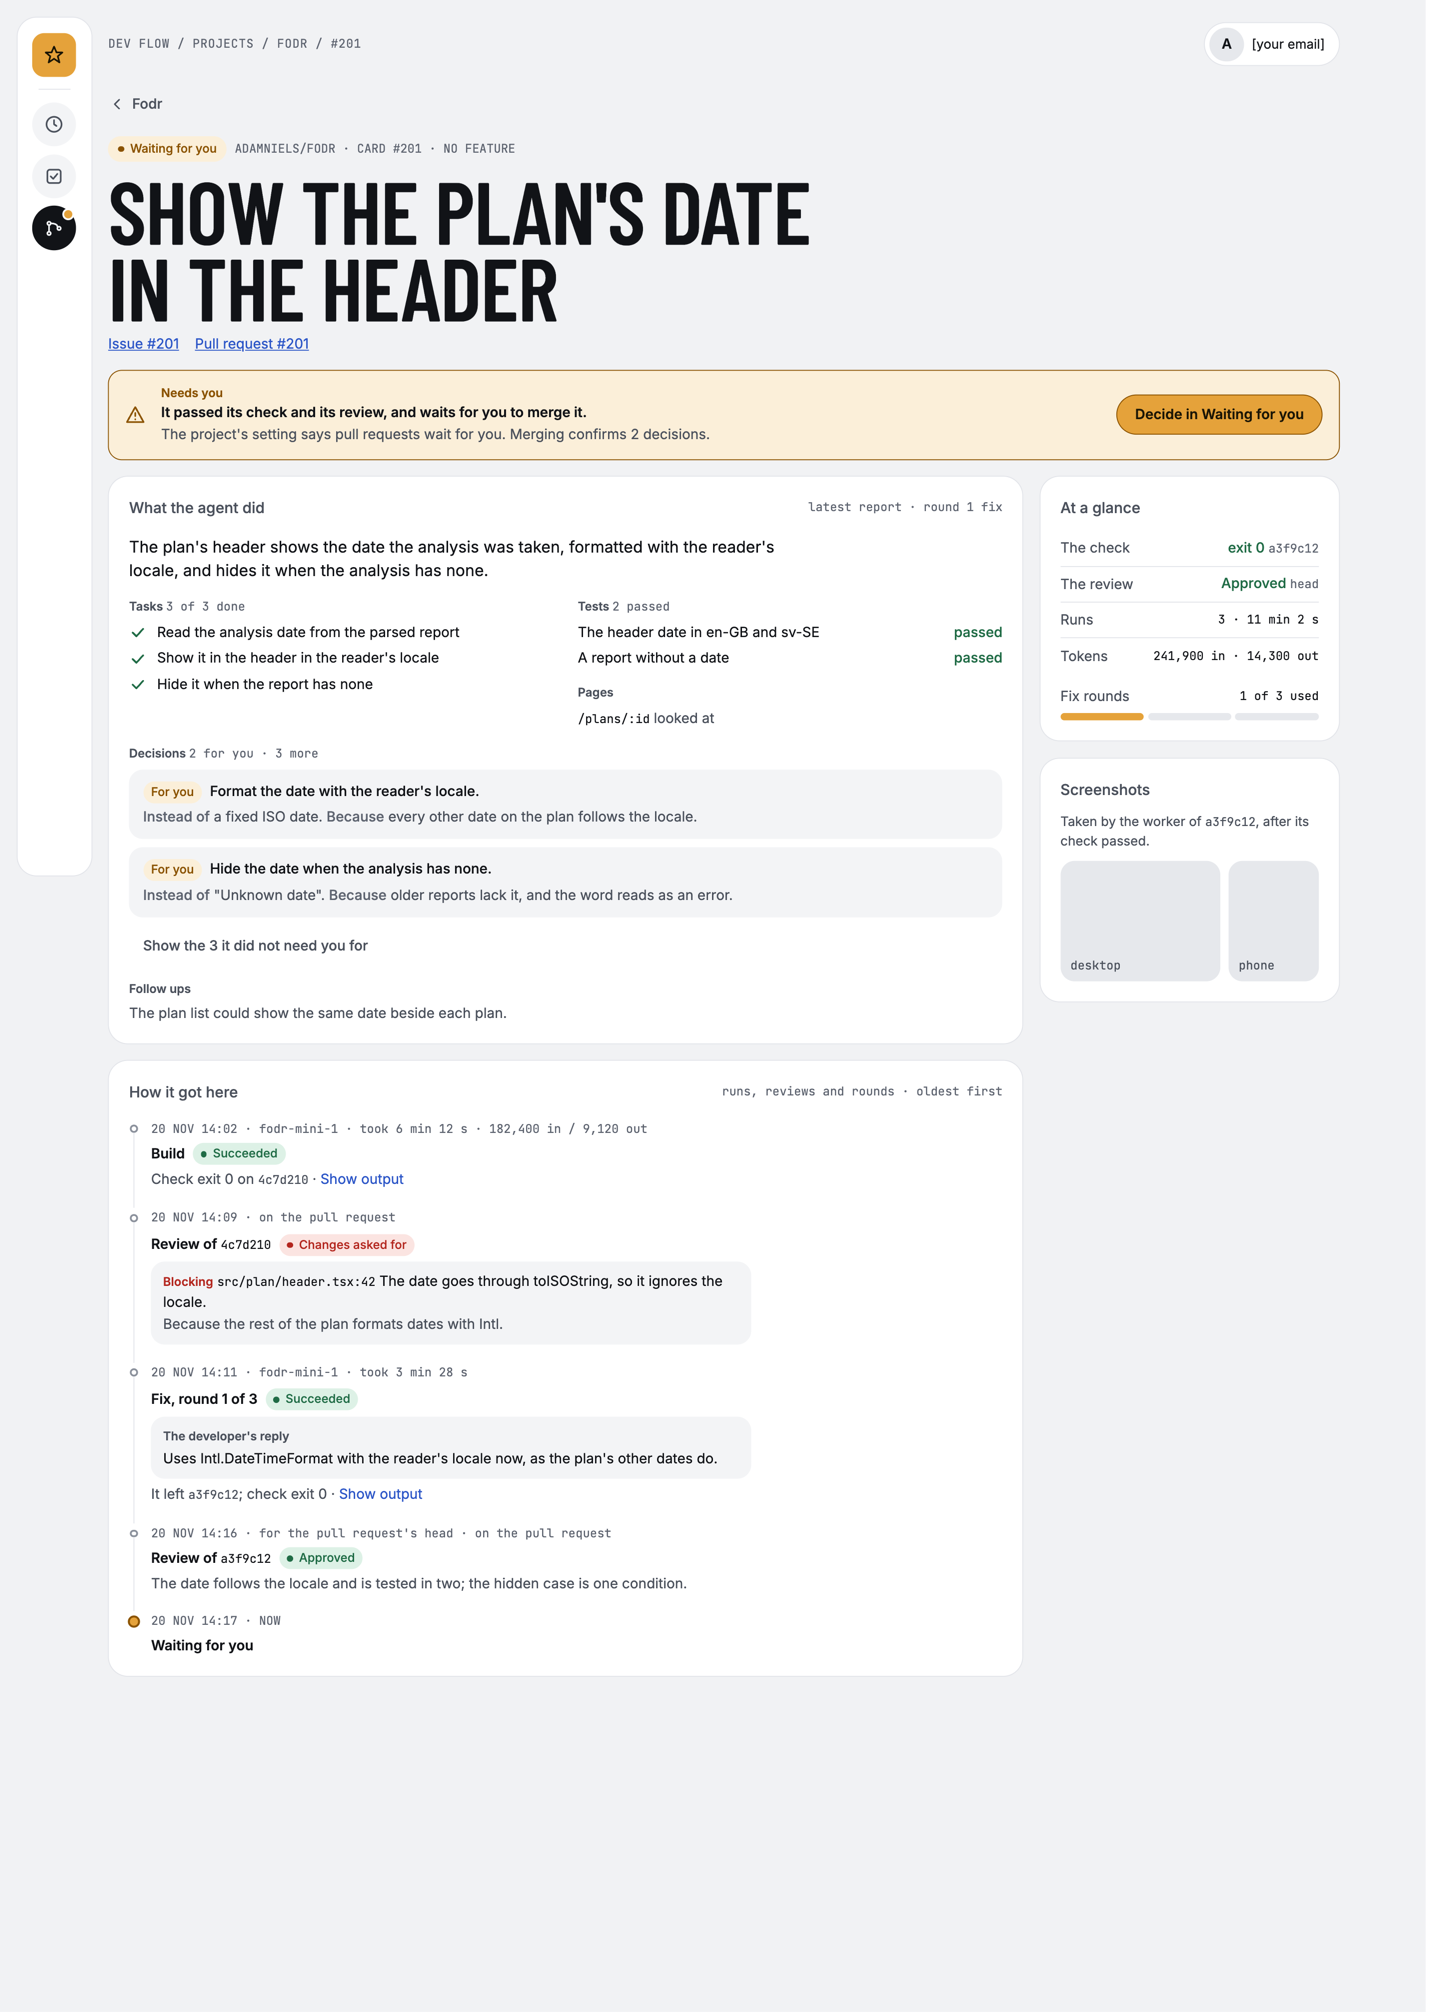 DEV FLOW / PROJECTS / FODR / #201
A [your email]
Fodr
Waiting for you ADAMNIELS/FODR · CARD #201 · NO FEATURE
SHOW THE PLAN'S DATE
IN THE HEADER
Issue #201 Pull request #201
Needs you
It passed its check and its review, and waits for you to merge it.
The project's setting says pull requests wait for you. Merging confirms 2 decisions.
Decide in Waiting for you
What the agent did latest report · round 1 fix
The plan's header shows the date the analysis was taken, formatted with the reader's
locale, and hides it when the analysis has none.
Tasks 3 of 3 done
Read the analysis date from the parsed report
Show it in the header in the reader's locale
Hide it when the report has none
Tests 2 passed
The header date in en-GB and sv-SE passed
A report without a date passed
Pages
/plans/:id looked at
Decisions 2 for you · 3 more
For you Format the date with the reader's locale.
Instead of a fixed ISO date. Because every other date on the plan follows the locale.
For you Hide the date when the analysis has none.
Instead of "Unknown date". Because older reports lack it, and the word reads as an error.
Show the 3 it did not need you for
Follow ups
The plan list could show the same date beside each plan.
At a glance
The check exit 0 a3f9c12
The review Approved head
Runs 3 · 11 min 2 s
Tokens 241,900 in · 14,300 out
Fix rounds 1 of 3 used
Screenshots
Taken by the worker of a3f9c12, after its
check passed.
desktop
phone
How it got here runs, reviews and rounds · oldest first
20 NOV 14:02 · fodr-mini-1 · took 6 min 12 s · 182,400 in / 9,120 out
Build Succeeded
Check exit 0 on 4c7d210 · Show output
20 NOV 14:09 · on the pull request
Review of 4c7d210 Changes asked for
Blocking src/plan/header.tsx:42 The date goes through toISOString, so it ignores the
locale.
Because the rest of the plan formats dates with Intl.
20 NOV 14:11 · fodr-mini-1 · took 3 min 28 s
Fix, round 1 of 3 Succeeded
The developer's reply
Uses Intl.DateTimeFormat with the reader's locale now, as the plan's other dates do.
It left a3f9c12; check exit 0 · Show output
20 NOV 14:16 · for the pull request's head · on the pull request
Review of a3f9c12 Approved
The date follows the locale and is tested in two; the hidden case is one condition.
20 NOV 14:17 · NOW
Waiting for you